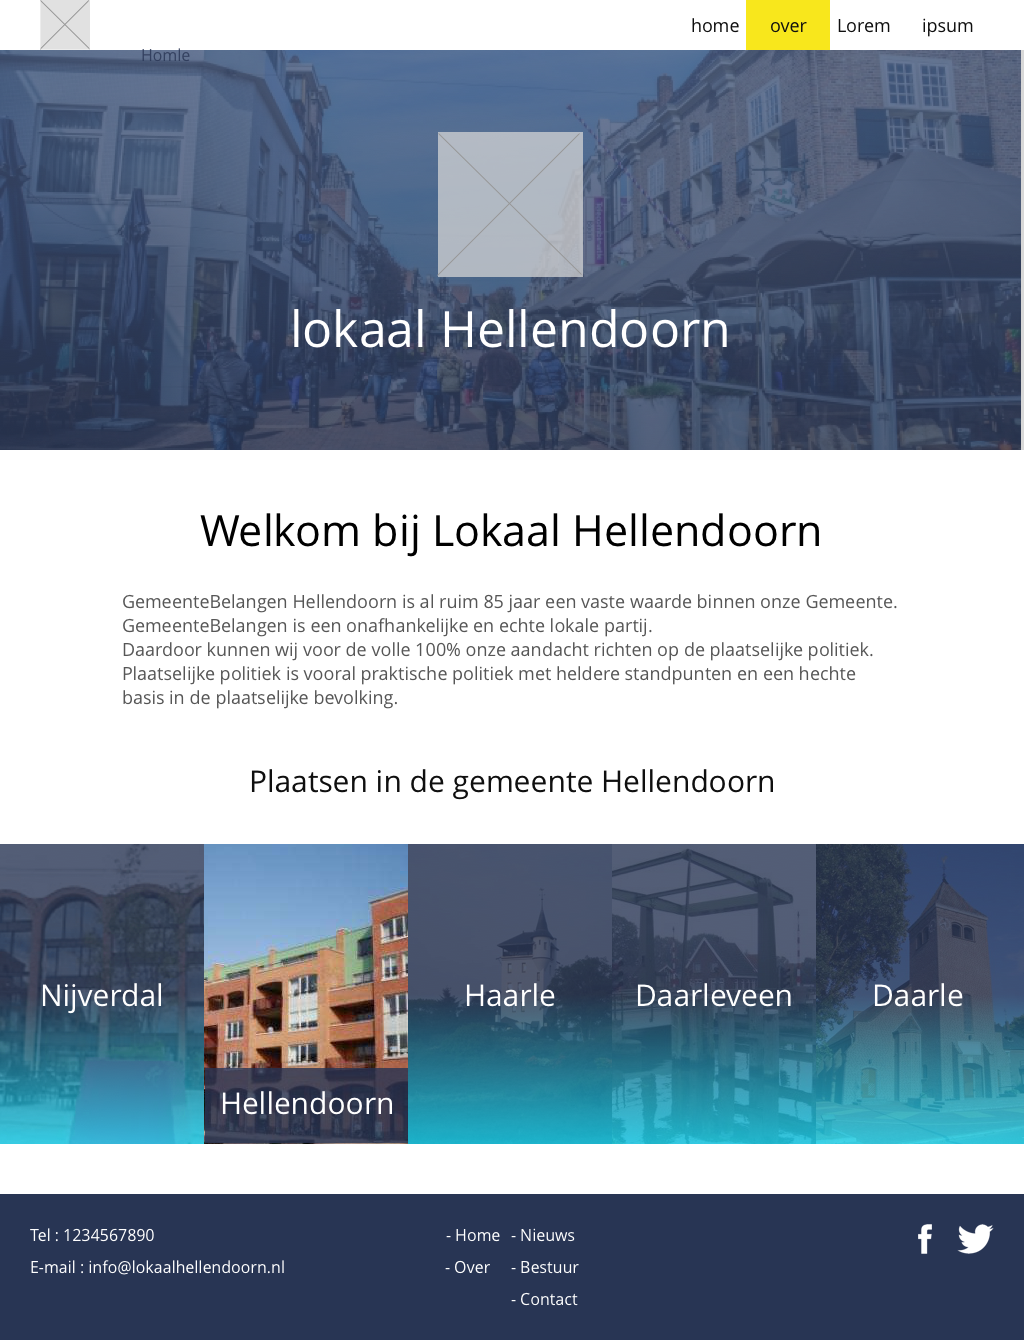 home over Lorem ipsum
Homle
lokaal Hellendoorn
Welkom bij Lokaal Hellendoorn
GemeenteBelangen Hellendoorn is al ruim 85 jaar een vaste waarde binnen onze Gemeente.
GemeenteBelangen is een onafhankelijke en echte lokale partij.
Daardoor kunnen wij voor de volle 100% onze aandacht richten op de plaatselijke politiek.
Plaatselijke politiek is vooral praktische politiek met heldere standpunten en een hechte
basis in de plaatselijke bevolking.
Plaatsen in de gemeente Hellendoorn
Nijverdal
Hellendoorn
Haarle
Daarleveen
Daarle
Tel : 1234567890
E-mail : info@lokaalhellendoorn.nl
- Home
- Over
- Nieuws
- Bestuur
- Contact